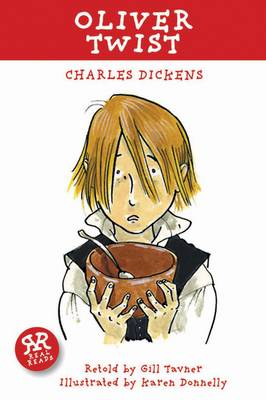 OLIVER
TWIST
CHARLES DICKENS
RR
REAL
READS
Retold by Gill Tavner
Illustrated by Karen Donnelly